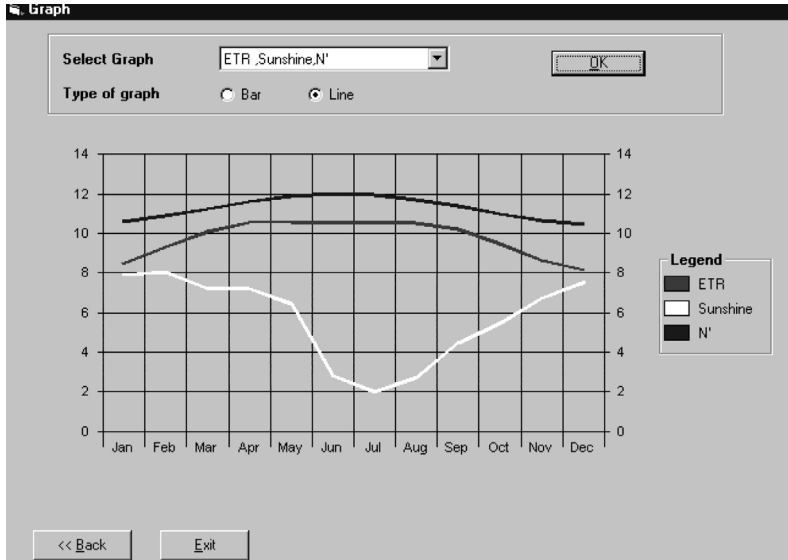 Graph
Select Graph ETR ,Sunshine,N' OK
Type of graph Bar Line
14 14
12 12
10 10
8 8
6 6
4 4
2 2
0 0
Jan Feb Mar Apr May Jun Jul Aug Sep Oct Nov Dec
Legend
ETR
Sunshine
N'
<< Back Exit